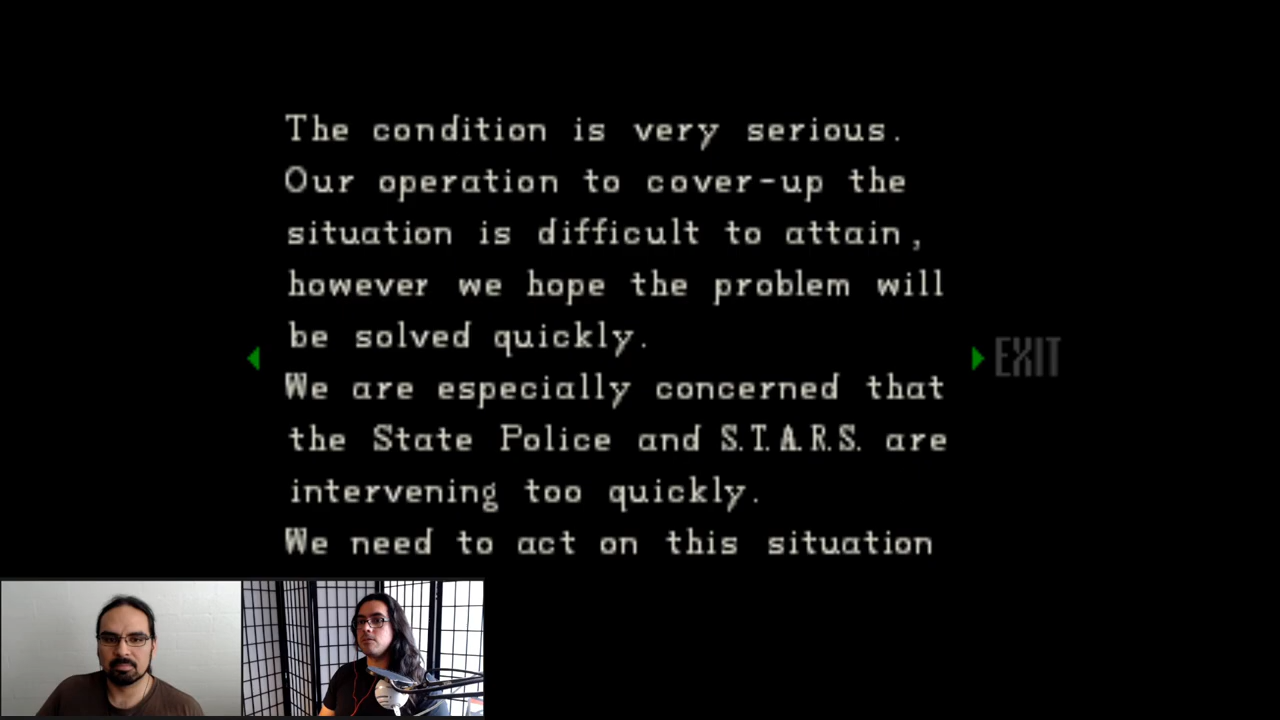 The condition is very serious.
Our operation to cover-up the
situation is difficult to attain,
however we hope the problem will
be solved quickly.
We are especially concerned that
the State Police and S.T.A.R.S. are
intervening too quickly.
We need to act on this situation
EXIT